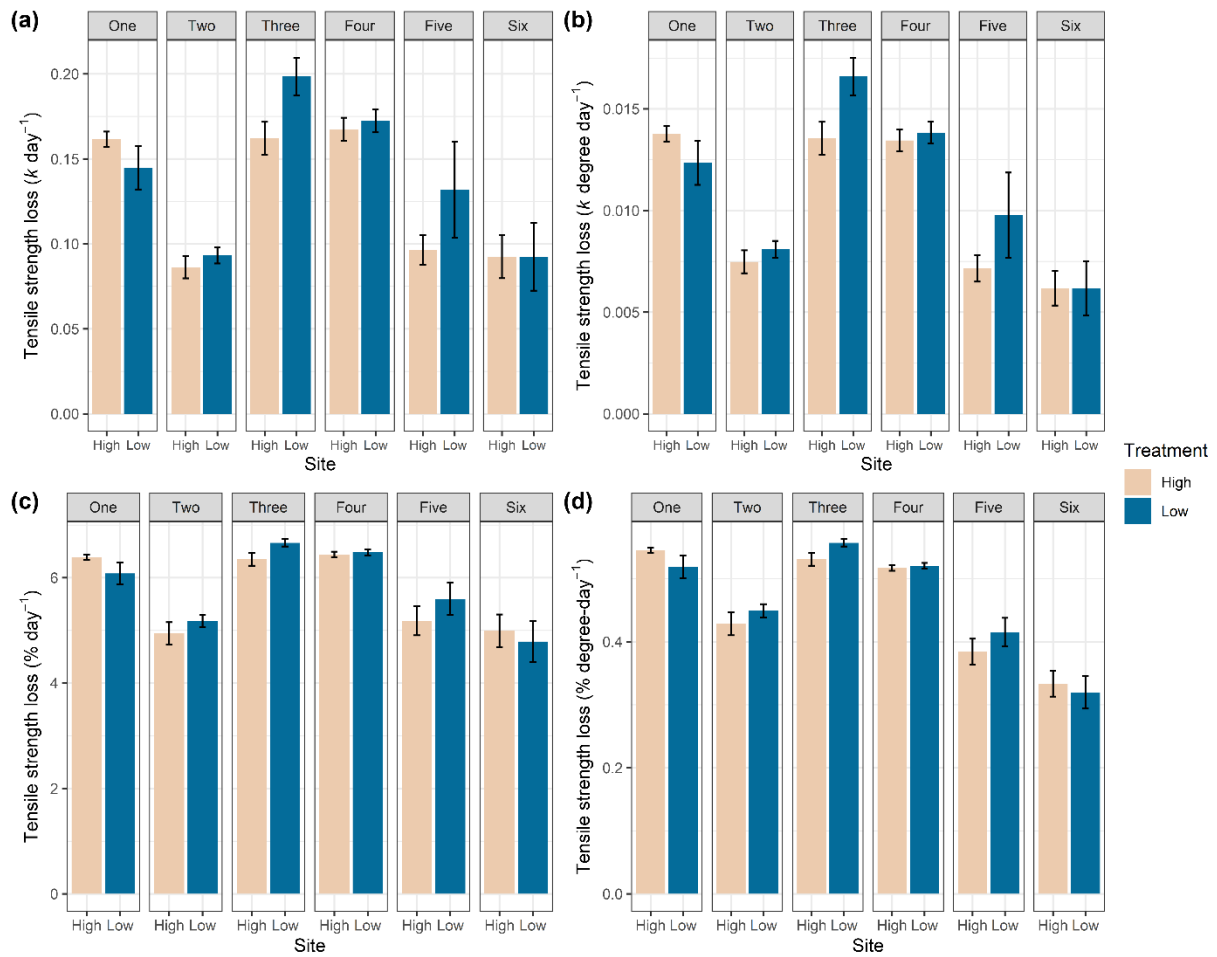 (a)
One Two Three Four Five Six
Tensile strength loss (k day⁻¹)
0.20
0.15
0.10
0.05
0.00
High Low High Low High Low High Low High Low High Low
Site
(b)
One Two Three Four Five Six
Tensile strength loss (k degree day⁻¹)
0.015
0.010
0.005
0.000
High Low High Low High Low High Low High Low High Low
Site
Treatment
High
Low
(c)
One Two Three Four Five Six
Tensile strength loss (% day⁻¹)
6
4
2
0
High Low High Low High Low High Low High Low High Low
Site
(d)
One Two Three Four Five Six
Tensile strength loss (% degree-day⁻¹)
0.4
0.2
0.0
High Low High Low High Low High Low High Low High Low
Site